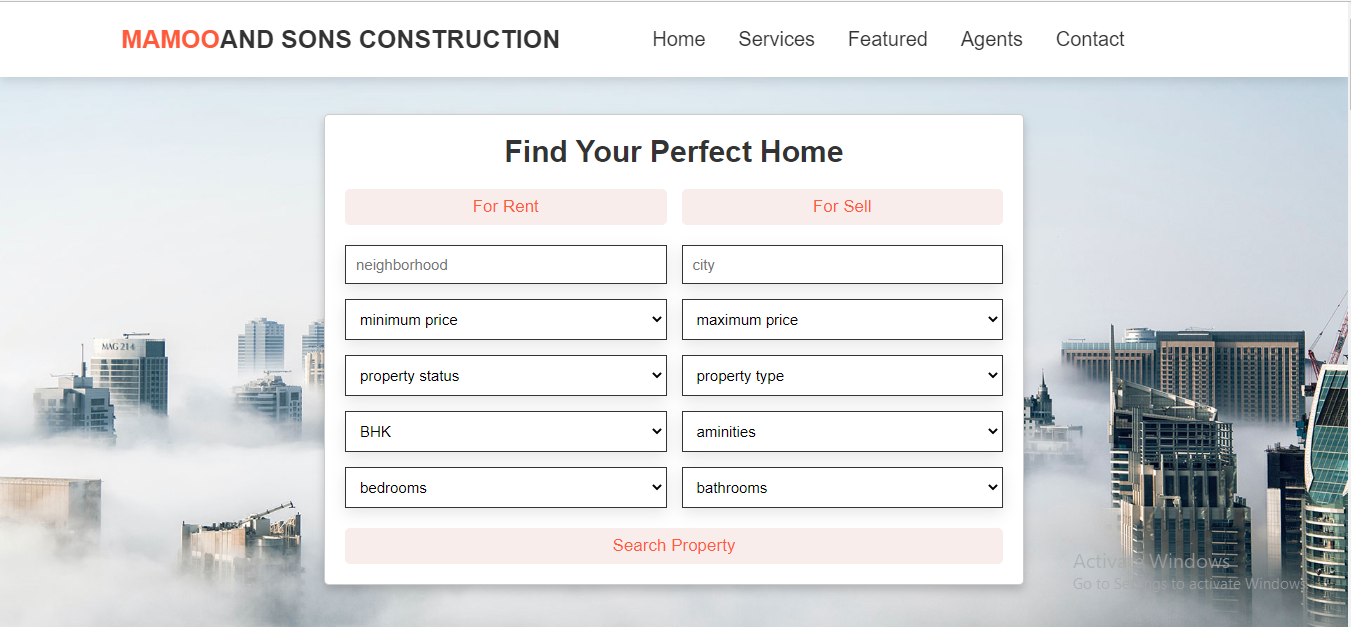 MAMOOAND SONS CONSTRUCTION Home Services Featured Agents Contact
Find Your Perfect Home
For Rent For Sell
neighborhood city
minimum price maximum price
property status property type
BHK aminities
bedrooms bathrooms
Search Property
MAG 214
Activate Windows
Go to Settings to activate Windows.